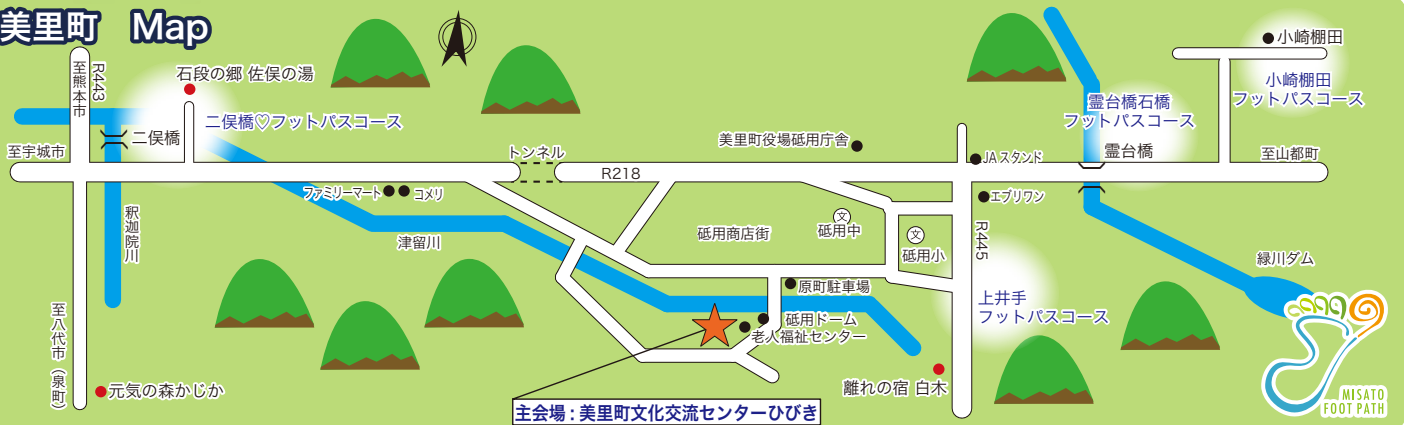 美里町 Map
至熊本市
R443
石段の郷 佐俣の湯
二俣橋♡フットパスコース
二俣橋
至宇城市
釈迦院川
至八代市(泉町)
元気の森かじか
ファミリーマート
コメリ
津留川
トンネル
R218
美里町役場砥用庁舎
JAスタンド
エブリワン
砥用商店街
文
砥用中
文
砥用小
R445
原町駐車場
砥用ドーム
老人福祉センター
主会場:美里町文化交流センターひびき
離れの宿 白木
上井手
フットパスコース
霊台橋石橋
フットパスコース
霊台橋
小崎棚田
小崎棚田
フットパスコース
至山都町
緑川ダム
MISATO
FOOT PATH